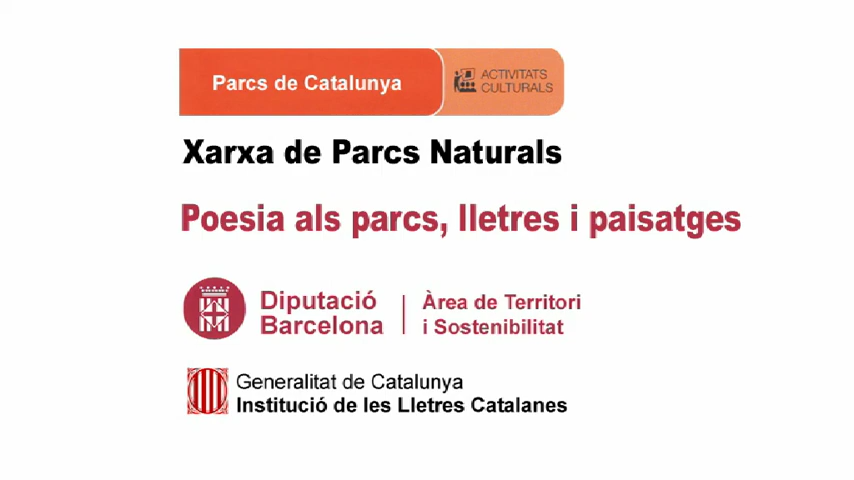 Parcs de Catalunya
ACTIVITATS
CULTURALS
Xarxa de Parcs Naturals
Poesia als parcs, lletres i paisatges
Diputació
Barcelona
Àrea de Territori
i Sostenibilitat
Generalitat de Catalunya
Institució de les Lletres Catalanes